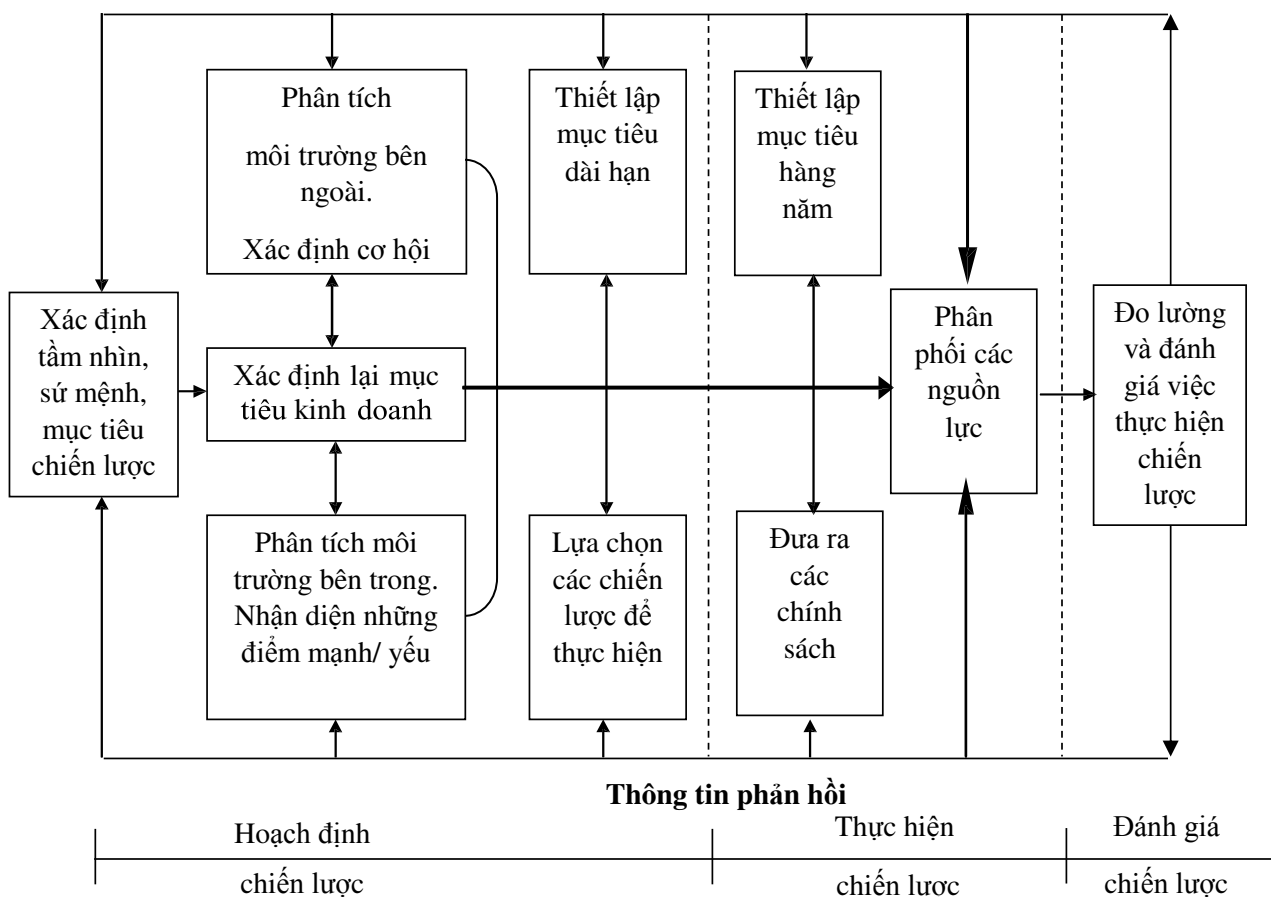 Phân tích
môi trường bên
ngoài.
Xác định cơ hội
Thiết lập
mục tiêu
dài hạn
Thiết lập
mục tiêu
hàng
năm
Xác định
tầm nhìn,
sứ mệnh,
mục tiêu
chiến lược
Xác định lại mục
tiêu kinh doanh
Phân
phối các
nguồn
lực
Đo lường
và đánh
giá việc
thực hiện
chiến
lược
Phân tích môi
trường bên trong.
Nhận diện những
điểm mạnh/ yếu
Lựa chọn
các chiến
lược để
thực hiện
Đưa ra
các
chính
sách
Thông tin phản hồi
Hoạch định
chiến lược
Thực hiện
chiến lươc
Đánh giá
chiến lược